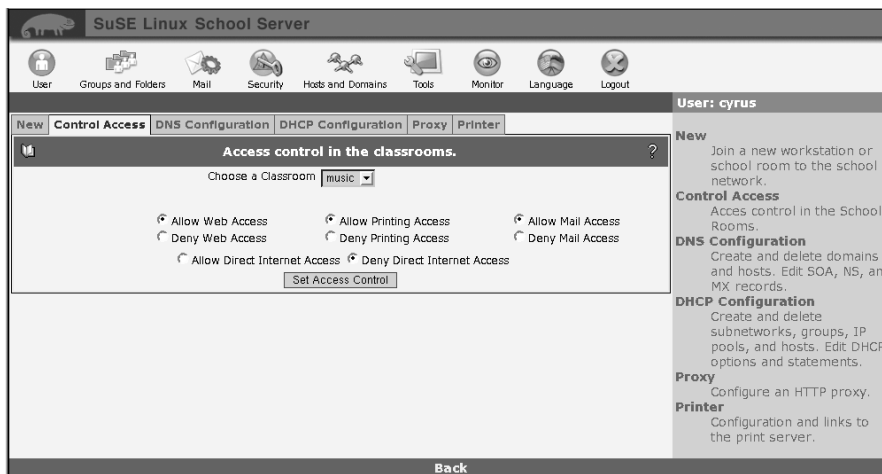 SuSE Linux School Server
User Groups and Folders Mail Security Hosts and Domains Tools Monitor Language Logout
User: cyrus
New Control Access DNS Configuration DHCP Configuration Proxy Printer
Access control in the classrooms. ?
Choose a Classroom music
Allow Web Access Allow Printing Access Allow Mail Access
Deny Web Access Deny Printing Access Deny Mail Access
Allow Direct Internet Access Deny Direct Internet Access
Set Access Control
New
Join a new workstation or
school room to the school
network.
Control Access
Acces control in the School
Rooms.
DNS Configuration
Create and delete domains
and hosts. Edit SOA, NS, an
MX records.
DHCP Configuration
Create and delete
subnetworks, groups, IP
pools, and hosts. Edit DHCP
options and statements.
Proxy
Configure an HTTP proxy.
Printer
Configuration and links to
the print server.
Back